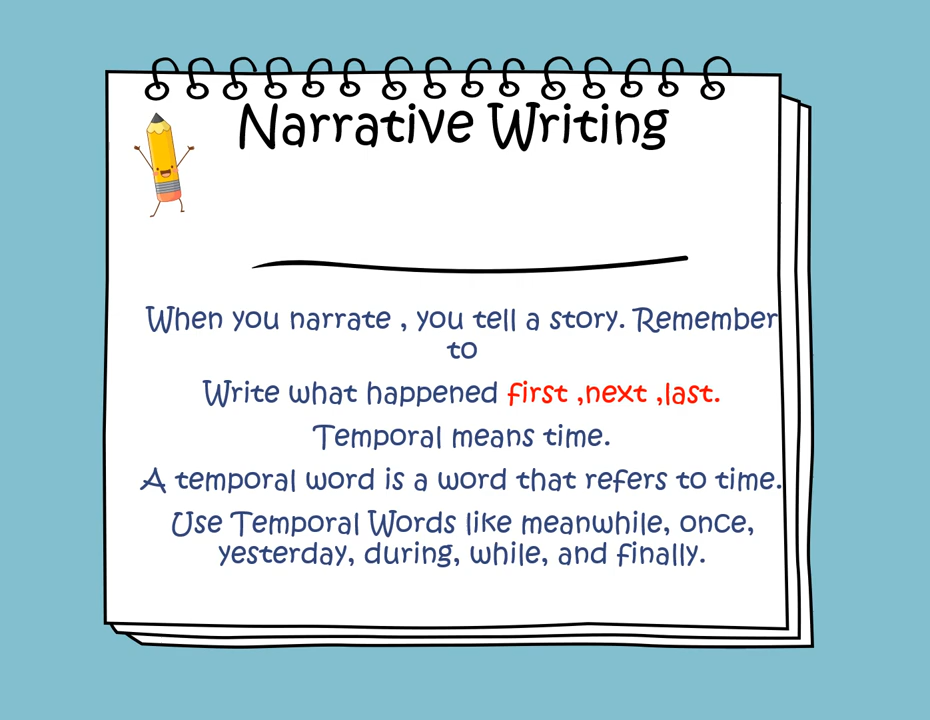 Narrative Writing
When you narrate , you tell a story. Remember
to
Write what happened first ,next ,last.
Temporal means time.
A temporal word is a word that refers to time.
Use Temporal Words like meanwhile, once,
yesterday, during, while, and finally.